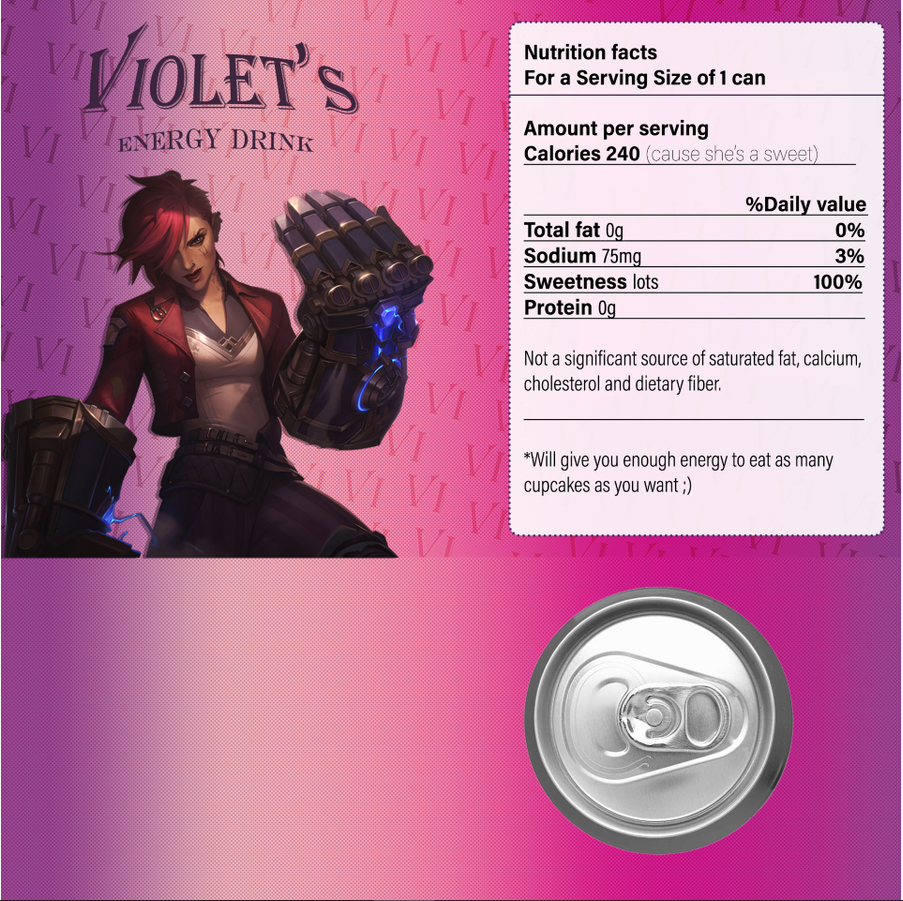 VIOLET'S
ENERGY DRINK
VI
Nutrition facts
For a Serving Size of 1 can
Amount per serving
Calories 240 (cause she's a sweet)
%Daily value
Total fat 0g 0%
Sodium 75mg 3%
Sweetness lots 100%
Protein 0g
Not a significant source of saturated fat, calcium,
cholesterol and dietary fiber.
*Will give you enough energy to eat as many
cupcakes as you want ;)